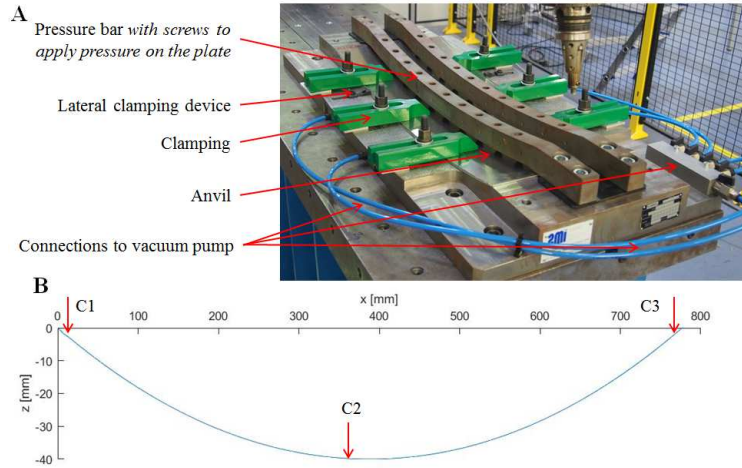 A
Pressure bar with screws to
apply pressure on the plate
Lateral clamping device
Clamping
Anvil
Connections to vacuum pump
B
x [mm]
C1
C3
0 100 200 300 400 500 600 700 800
0
-10
-20
-30
-40
z [mm]
C2